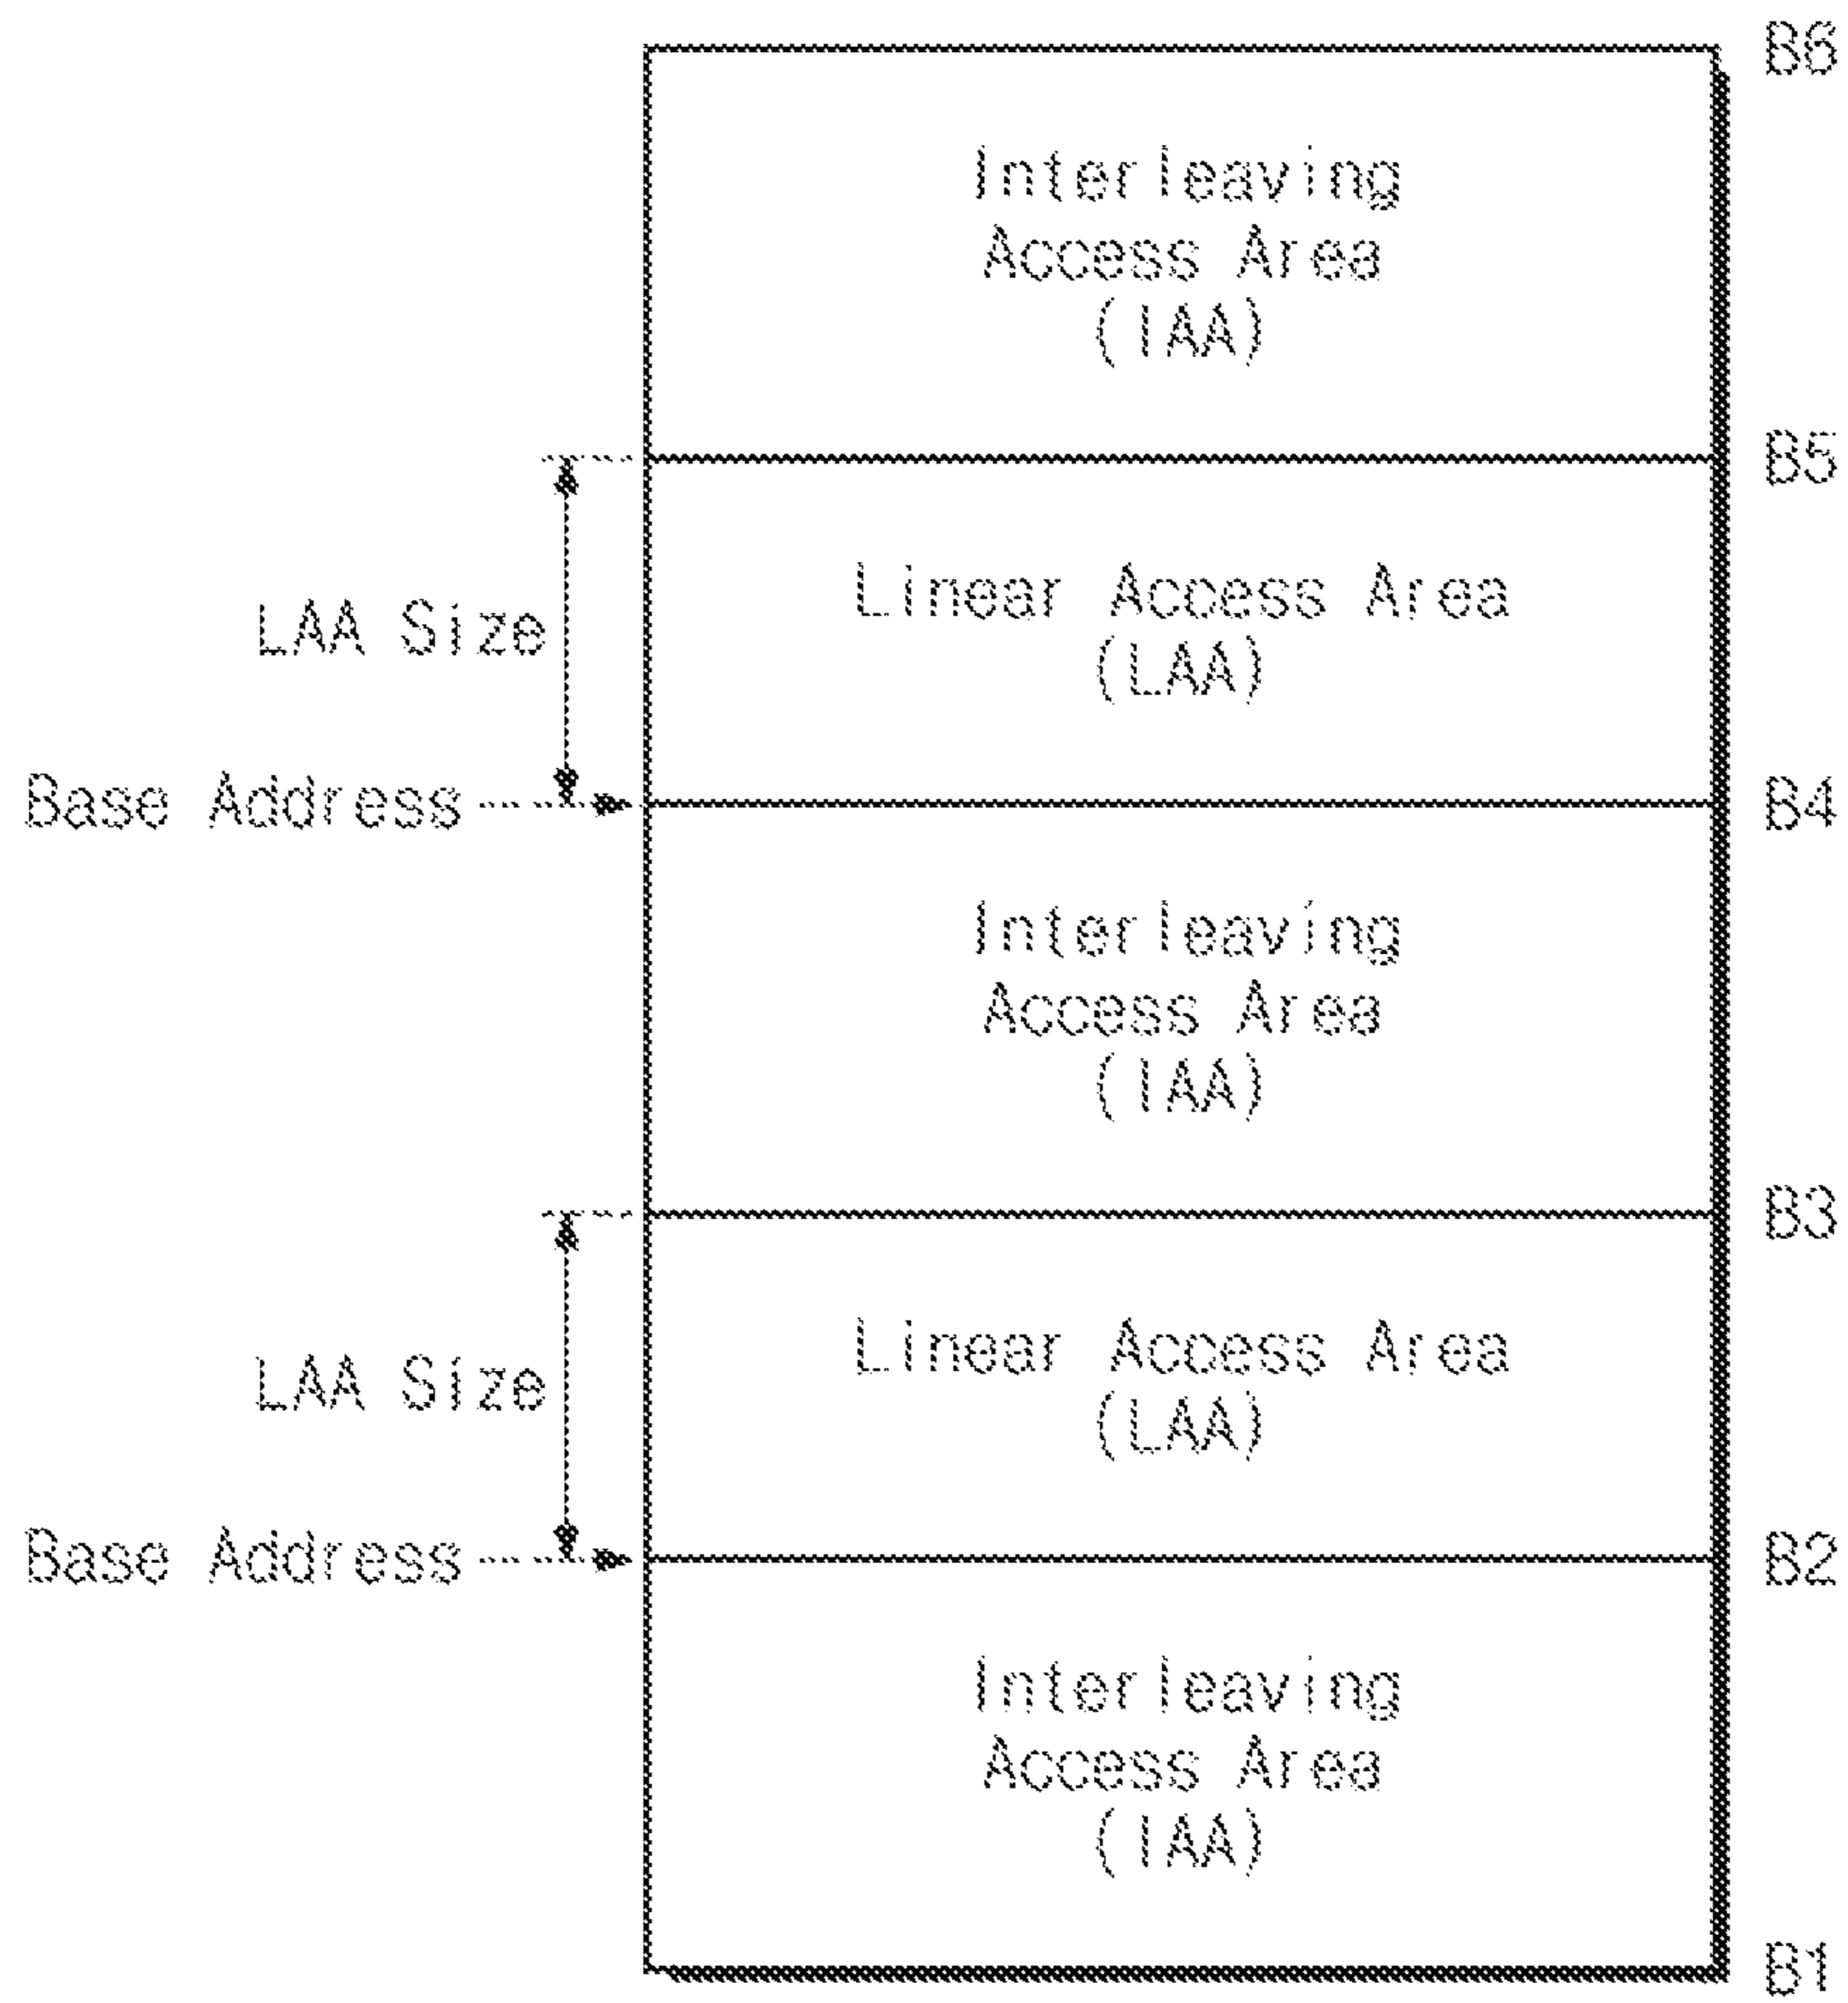 B6
Interleaving
Access Area
(IAA)
B5
LAA Size
Linear Access Area
(LAA)
Base Address
B4
Interleaving
Access Area
(IAA)
B3
LAA Size
Linear Access Area
(LAA)
Base Address
B2
Interleaving
Access Area
(IAA)
B1